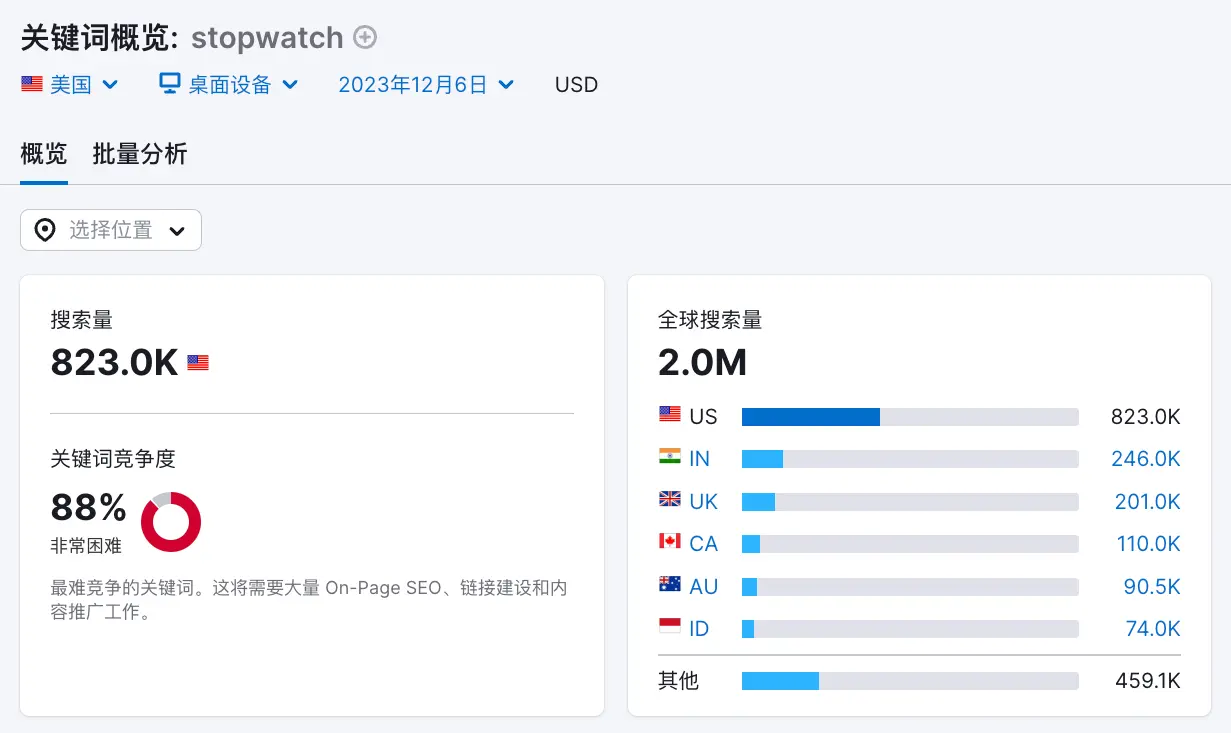 关键词概览: stopwatch
美国 桌面设备 2023年12月6日 USD
概览 批量分析
选择位置
搜索量
823.0K
关键词竞争度
88%
非常困难
最难竞争的关键词。这将需要大量 On-Page SEO、链接建设和内
容推广工作。
全球搜索量
2.0M
US 823.0K
IN 246.0K
UK 201.0K
CA 110.0K
AU 90.5K
ID 74.0K
其他 459.1K